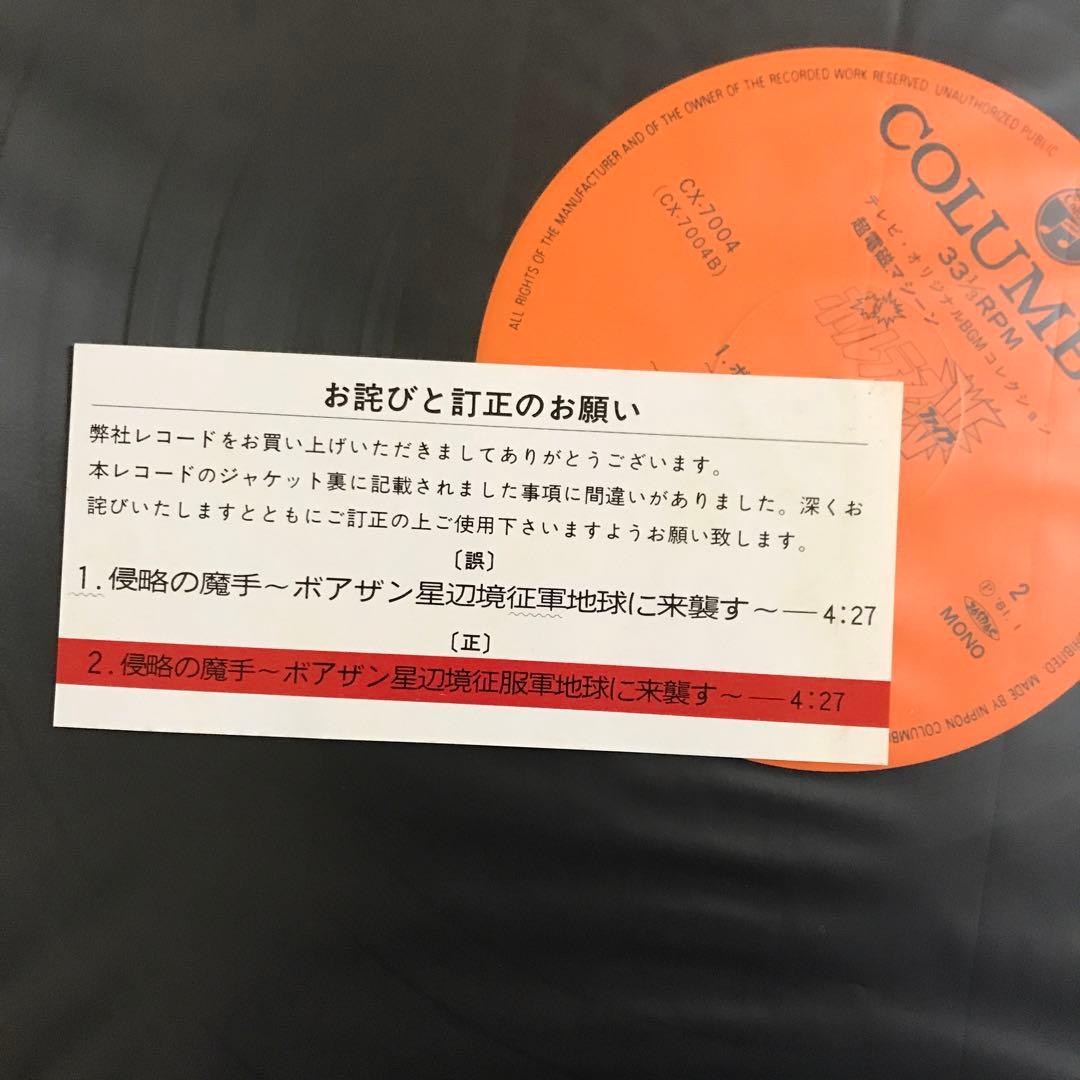 ALL RIGHTS OF THE MANUFACTURER AND OF THE OWNER OF THE RECORDED WORK RESERVED. UNAUTHORIZED PUBLIC
COLUMB
CX-7004
(CX-7004B)
33⅓RPM
テレビ・オリジナルBGMコレクション
超電磁マシーン
ボルテスV
1.ボ
2
Ⓟ'81.1
MONO
MADE BY NIPPON COLUMB
お詫びと訂正のお願い
弊社レコードをお買い上げいただきましてありがとうございます。
本レコードのジャケット裏に記載されました事項に間違いがありました。深くお
詫びいたしますとともにご訂正の上ご使用下さいますようお願い致します。
〔誤〕
1.侵略の魔手～ボアザン星辺境征軍地球に来襲す～―4:27
〔正〕
2.侵略の魔手～ボアザン星辺境征服軍地球に来襲す～―4:27